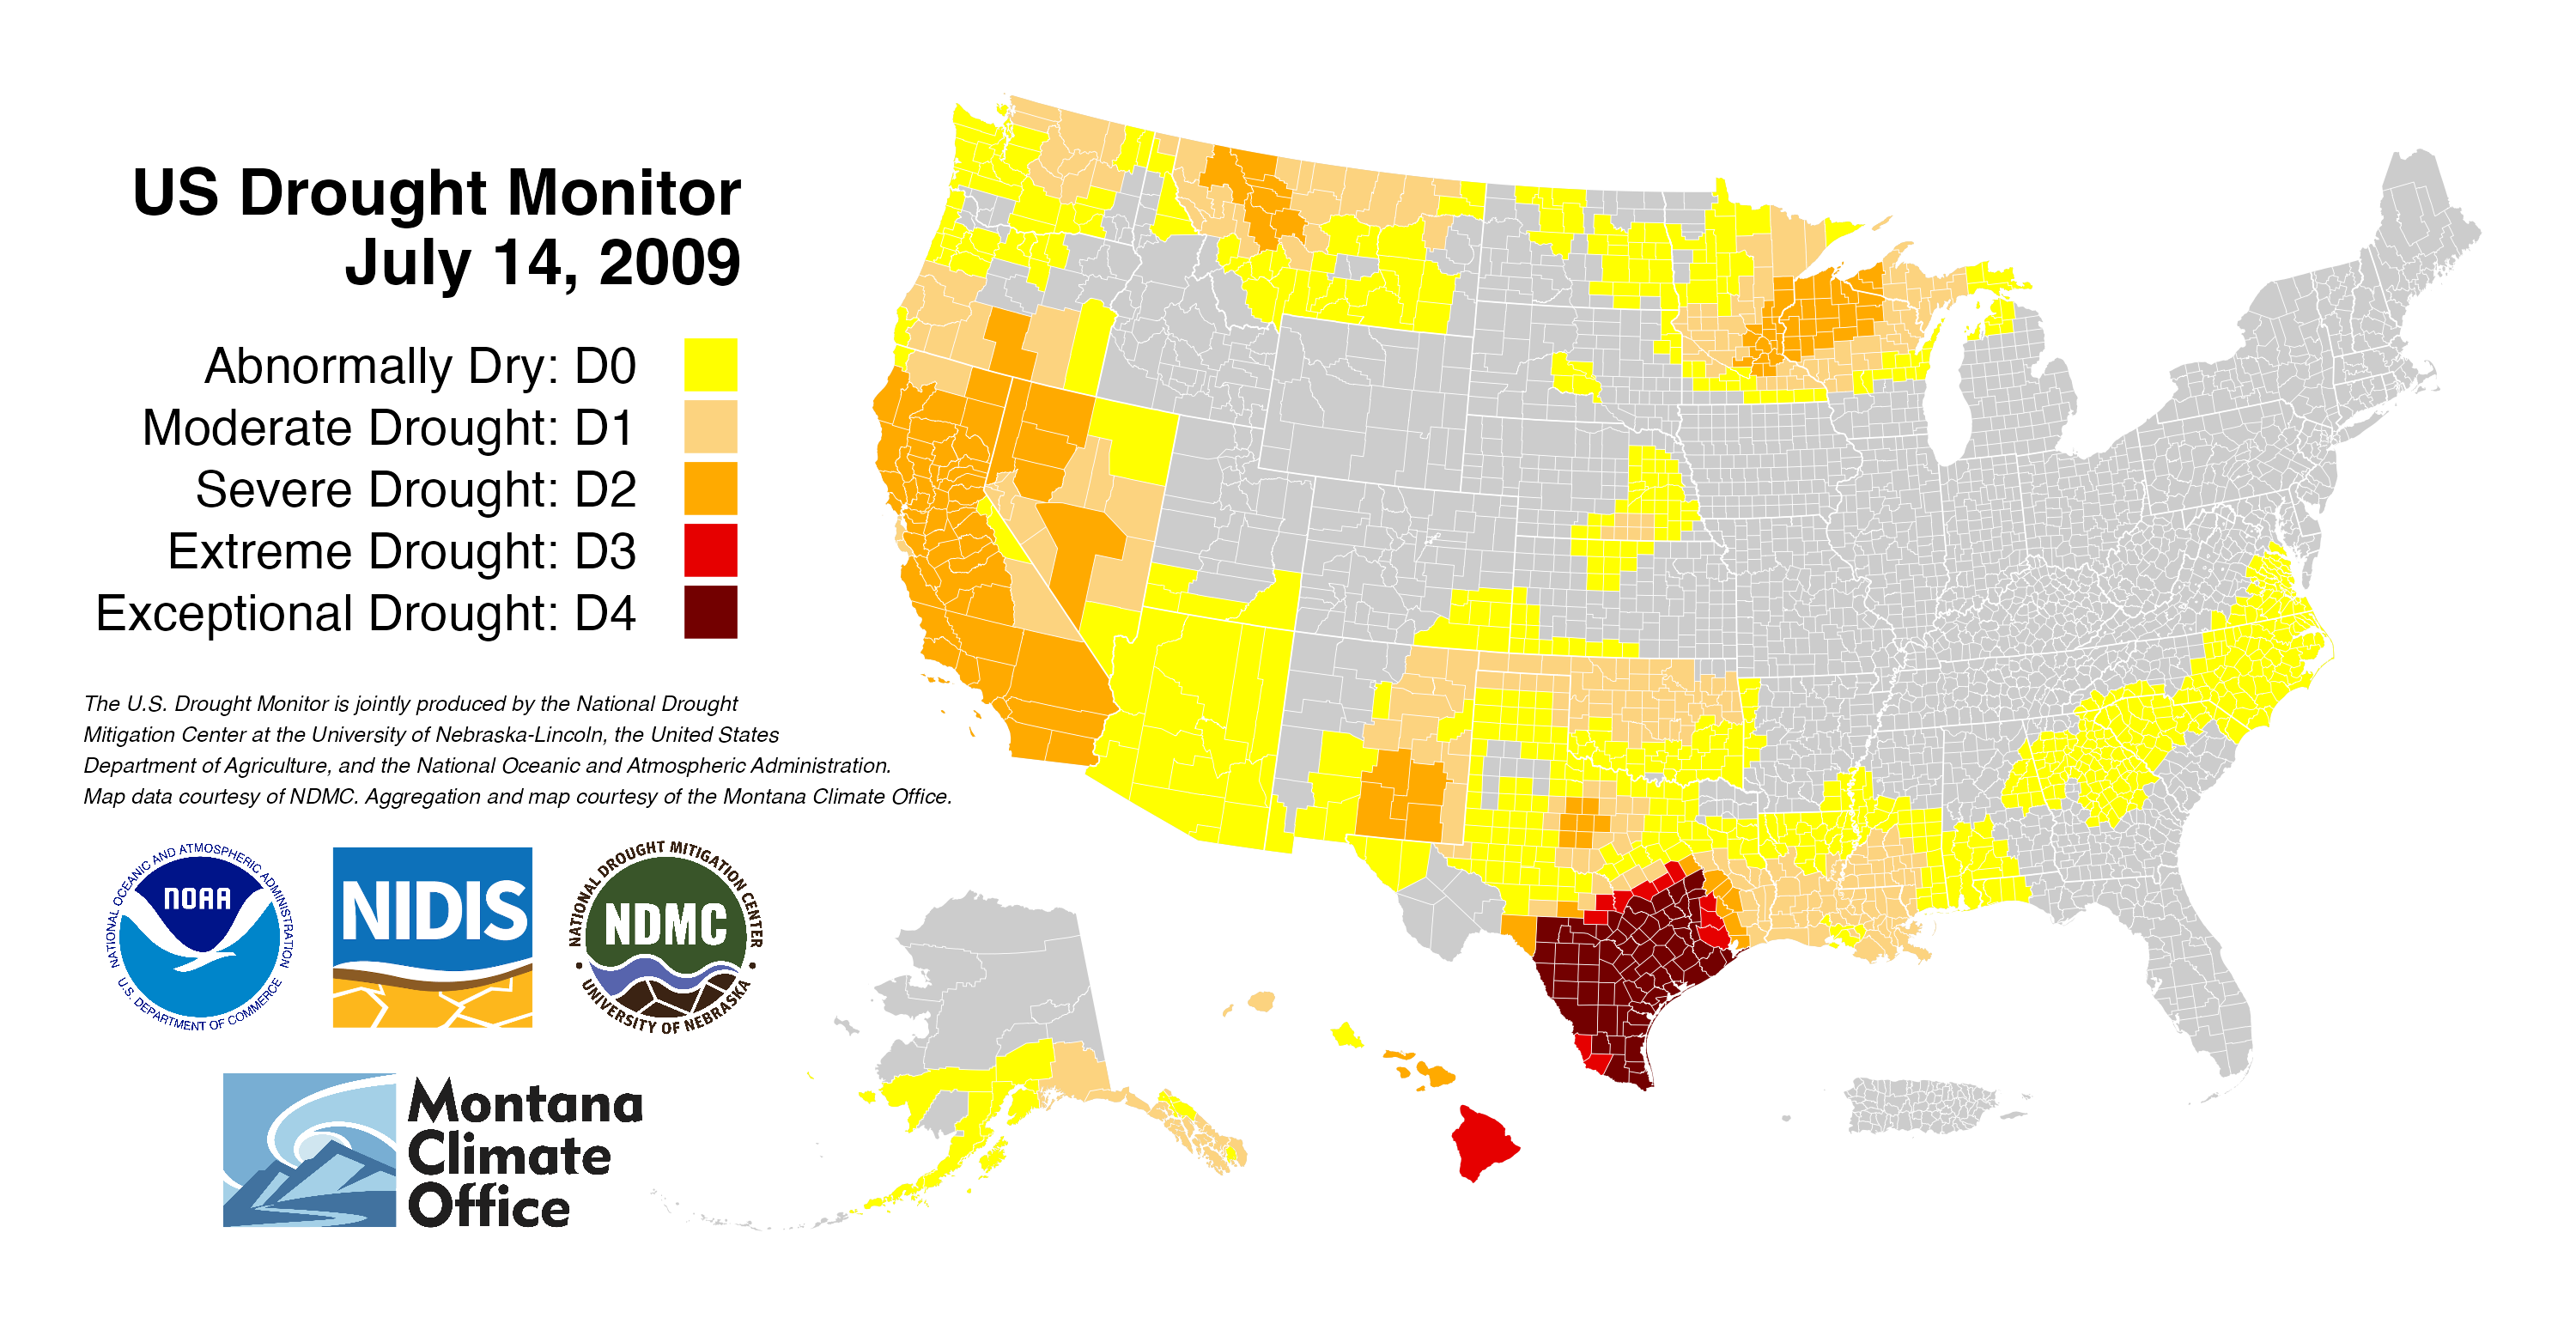 US Drought Monitor
July 14, 2009
Abnormally Dry: D0
Moderate Drought: D1
Severe Drought: D2
Extreme Drought: D3
Exceptional Drought: D4
The U.S. Drought Monitor is jointly produced by the National Drought
Mitigation Center at the University of Nebraska-Lincoln, the United States
Department of Agriculture, and the National Oceanic and Atmospheric Administration.
Map data courtesy of NDMC. Aggregation and map courtesy of the Montana Climate Office.
NATIONAL OCEANIC AND ATMOSPHERIC ADMINISTRATION
NOAA
U.S. DEPARTMENT OF COMMERCE
NIDIS
NATIONAL DROUGHT MITIGATION CENTER
NDMC
UNIVERSITY OF NEBRASKA
Montana
Climate
Office